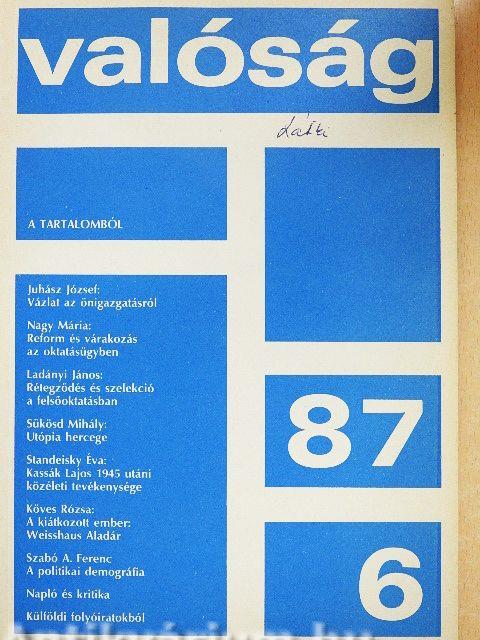 valóság
A TARTALOMBÓL
Juhász József:
Vázlat az önigazgatásról
Nagy Mária:
Reform és várakozás
az oktatásügyben
Ladányi János:
Rétegződés és szelekció
a felsőoktatásban
Sükösd Mihály:
Utópia hercege
Standeisky Éva:
Kassák Lajos 1945 utáni
közéleti tevékenysége
Köves Rózsa:
A kiátkozott ember:
Weisshaus Aladár
Szabó A. Ferenc
A politikai demográfia
Napló és kritika
Külföldi folyóiratokból
87
6